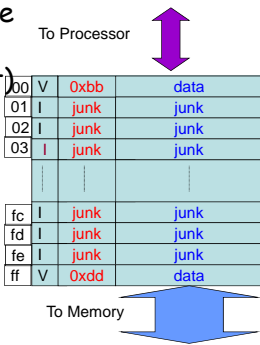 e
To Processor
t)
00 V 0xbb data
01 I junk junk
02 I junk junk
03 I junk junk
fc I junk junk
fd I junk junk
fe I junk junk
ff V 0xdd data
To Memory